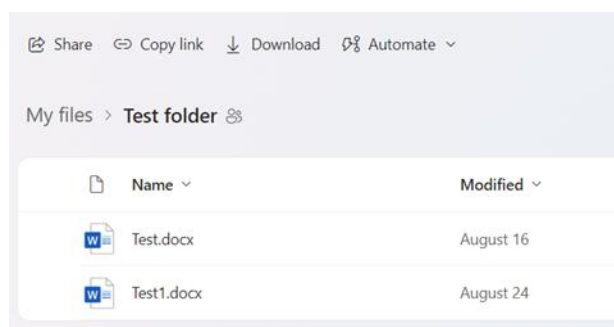 Share Copy link Download Automate
My files > Test folder
Name Modified
W Test.docx August 16
W Test1.docx August 24